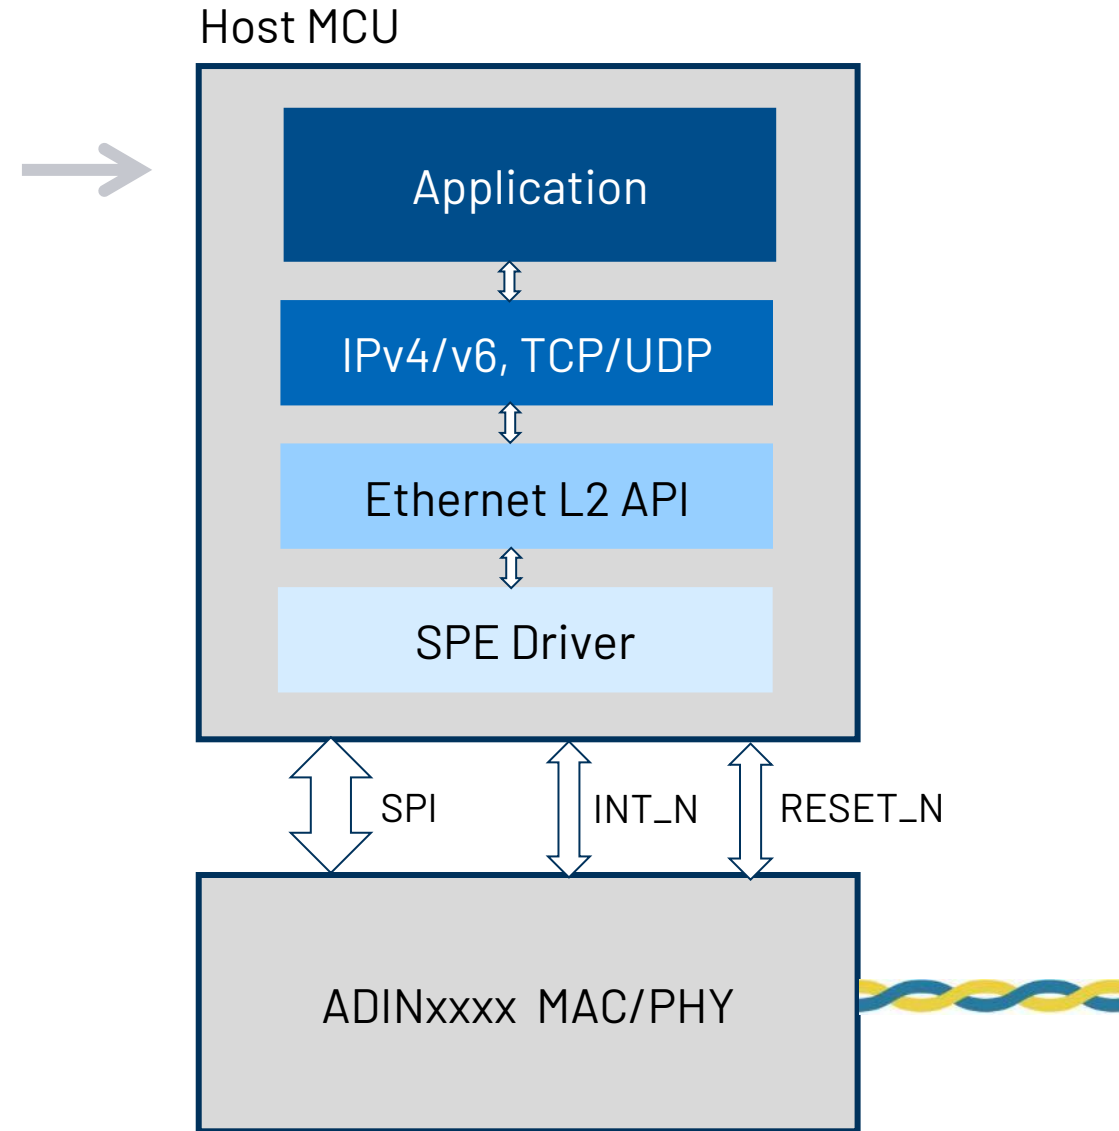 Host MCU
Application
IPv4/v6, TCP/UDP
Ethernet L2 API
SPE Driver
SPI
INT_N
RESET_N
ADINxxxx MAC/PHY